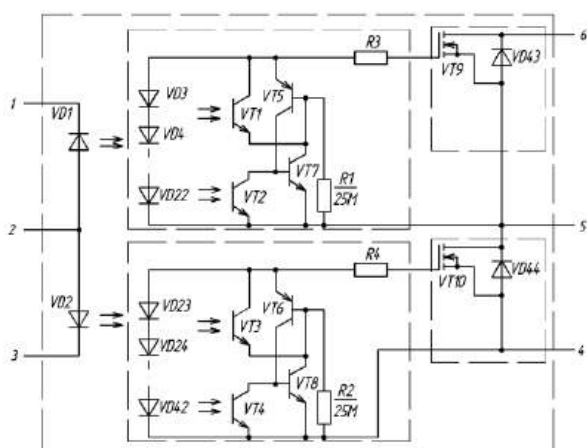 R3
6
VT9
VD43
1
VD1
VD3
VD4
VD22
VT1
VT5
VT2
VT7
R1
25M
2
5
R4
VT10
VD44
VD2
VD23
VD24
VD42
VT3
VT6
VT4
VT8
R2
25M
3
4